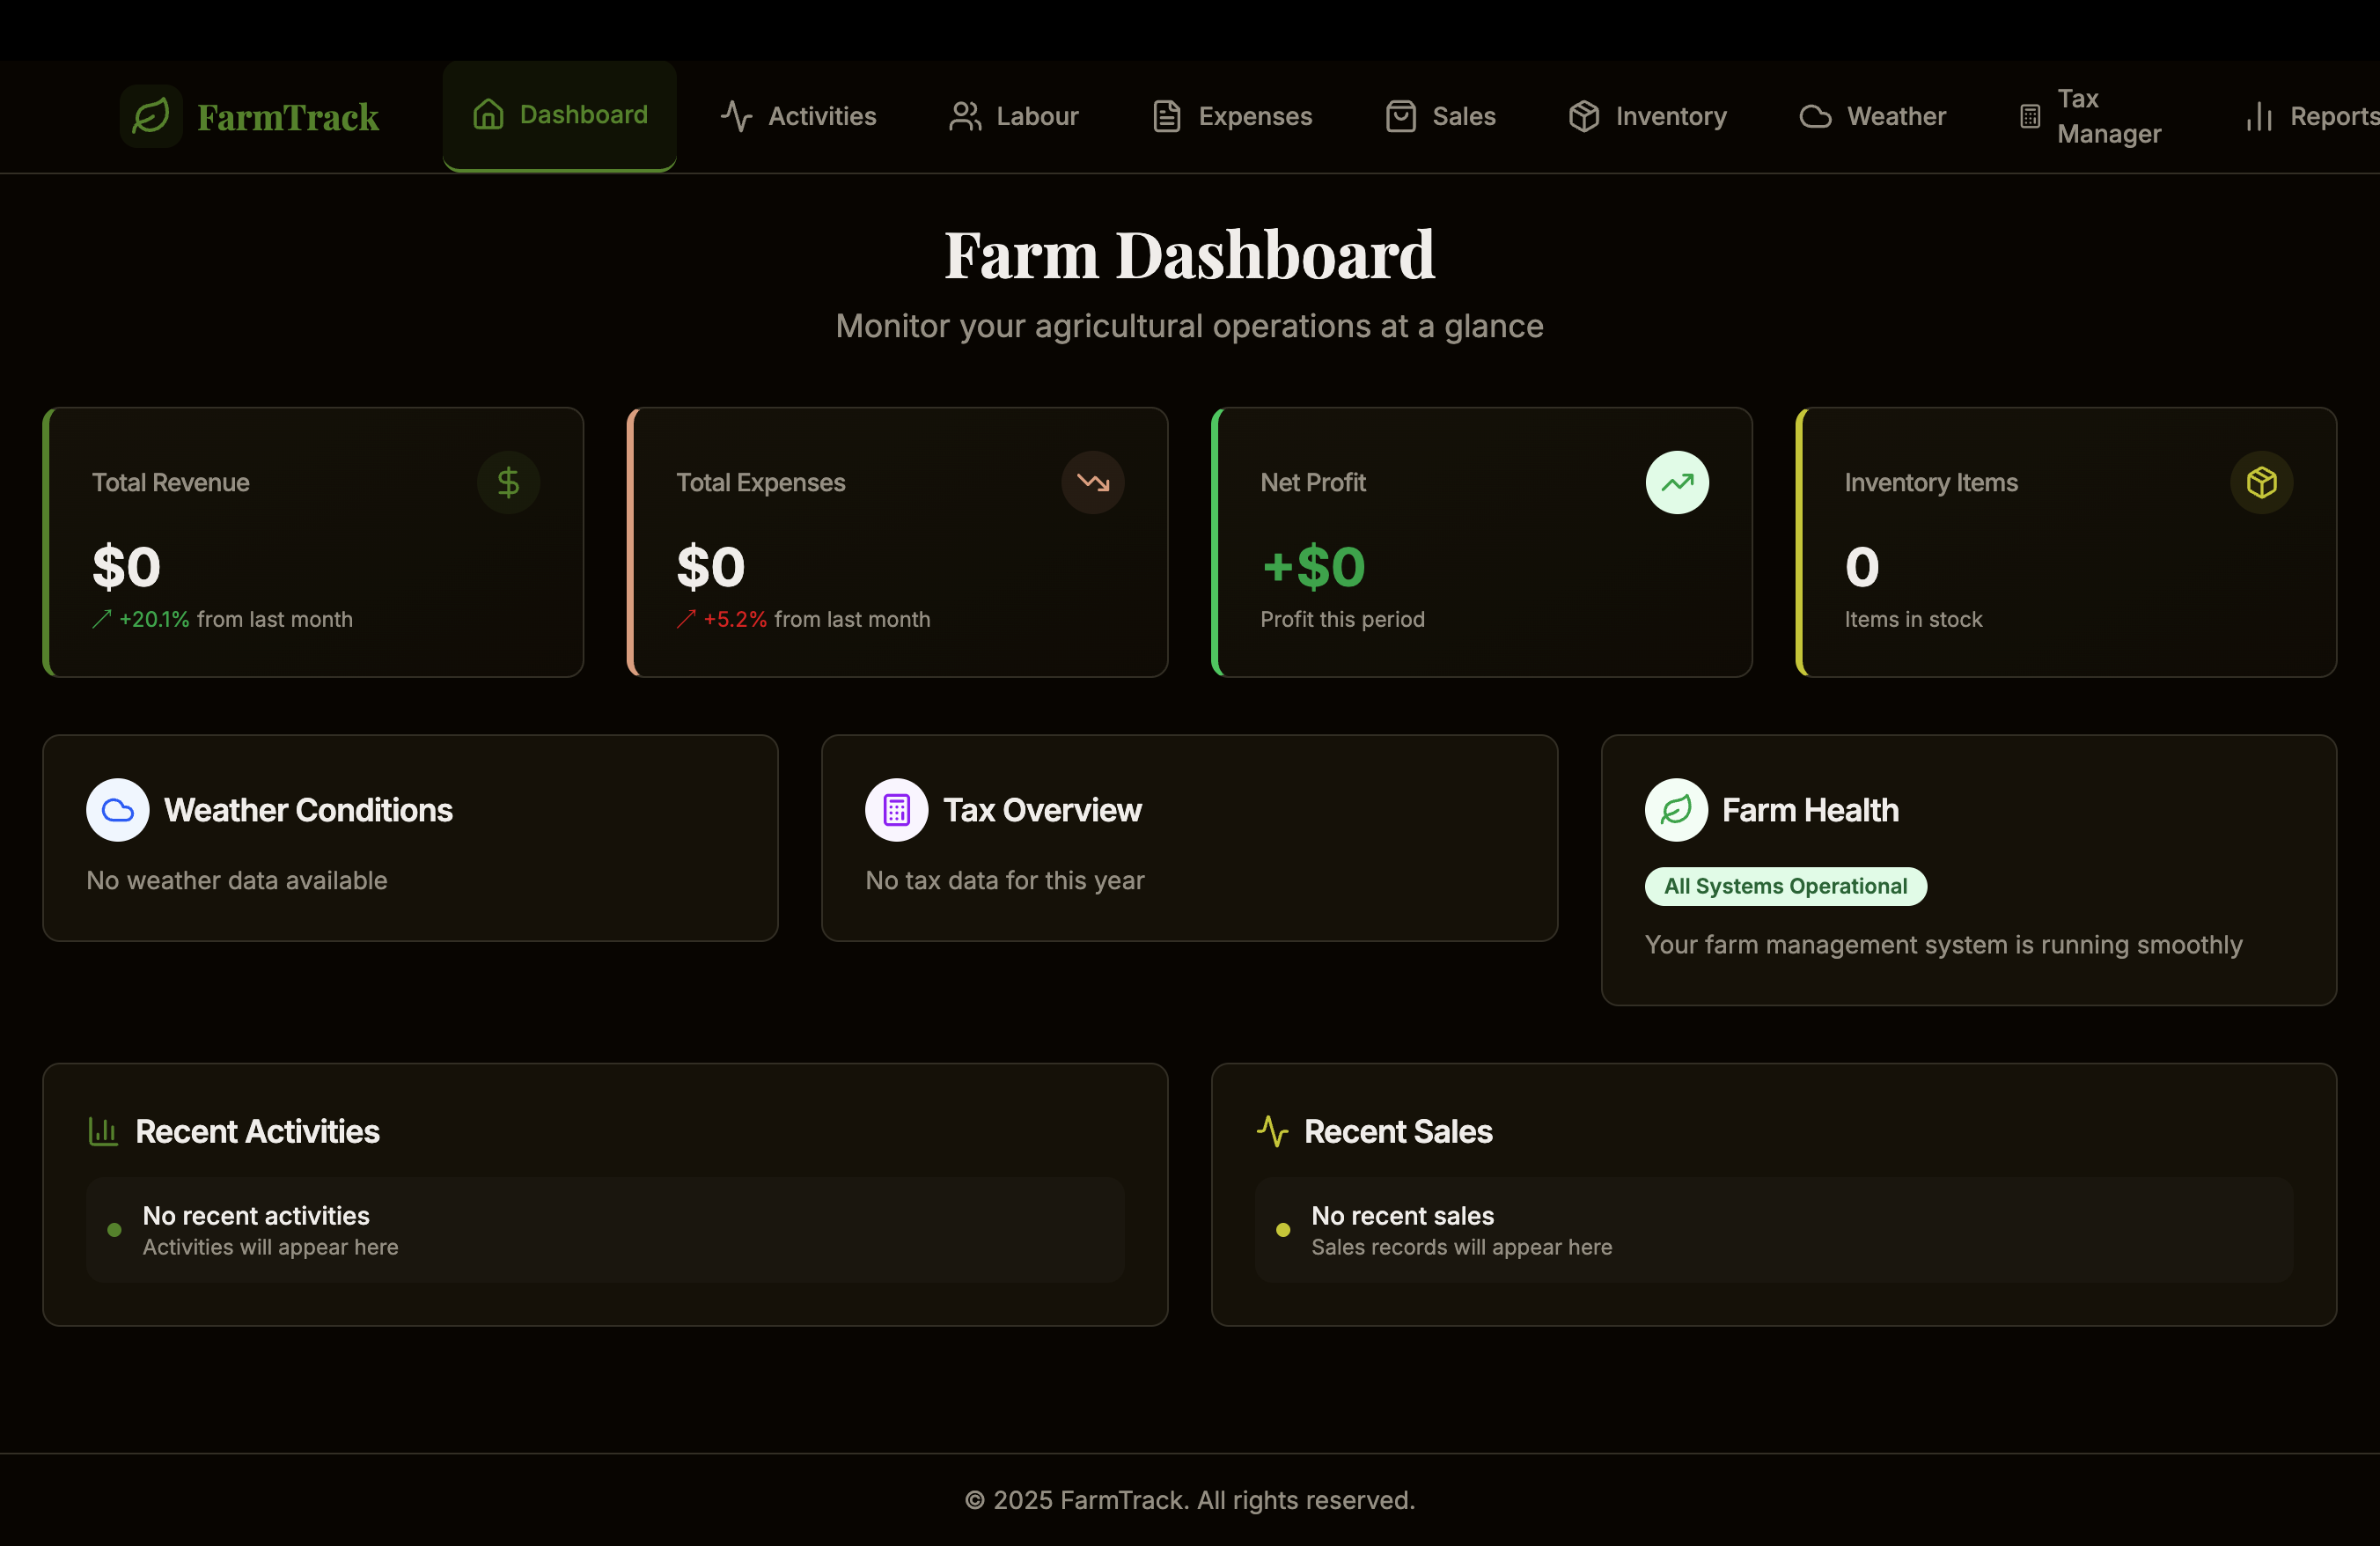 FarmTrack
Dashboard
Activities
Labour
Expenses
Sales
Inventory
Weather
Tax
Manager
Reports
Farm Dashboard
Monitor your agricultural operations at a glance
Total Revenue
$0
+20.1% from last month
Total Expenses
$0
+5.2% from last month
Net Profit
+$0
Profit this period
Inventory Items
0
Items in stock
Weather Conditions
No weather data available
Tax Overview
No tax data for this year
Farm Health
All Systems Operational
Your farm management system is running smoothly
Recent Activities
No recent activities
Activities will appear here
Recent Sales
No recent sales
Sales records will appear here
© 2025 FarmTrack. All rights reserved.